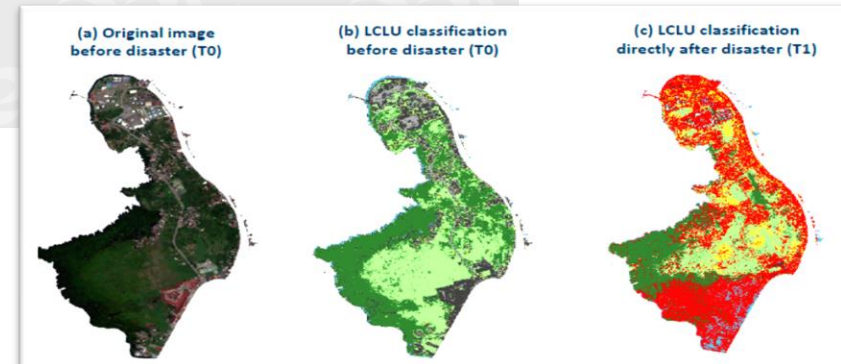 (a) Original image
before disaster (T0)
(b) LCLU classification
before disaster (T0)
(c) LCLU classification
directly after disaster (T1)